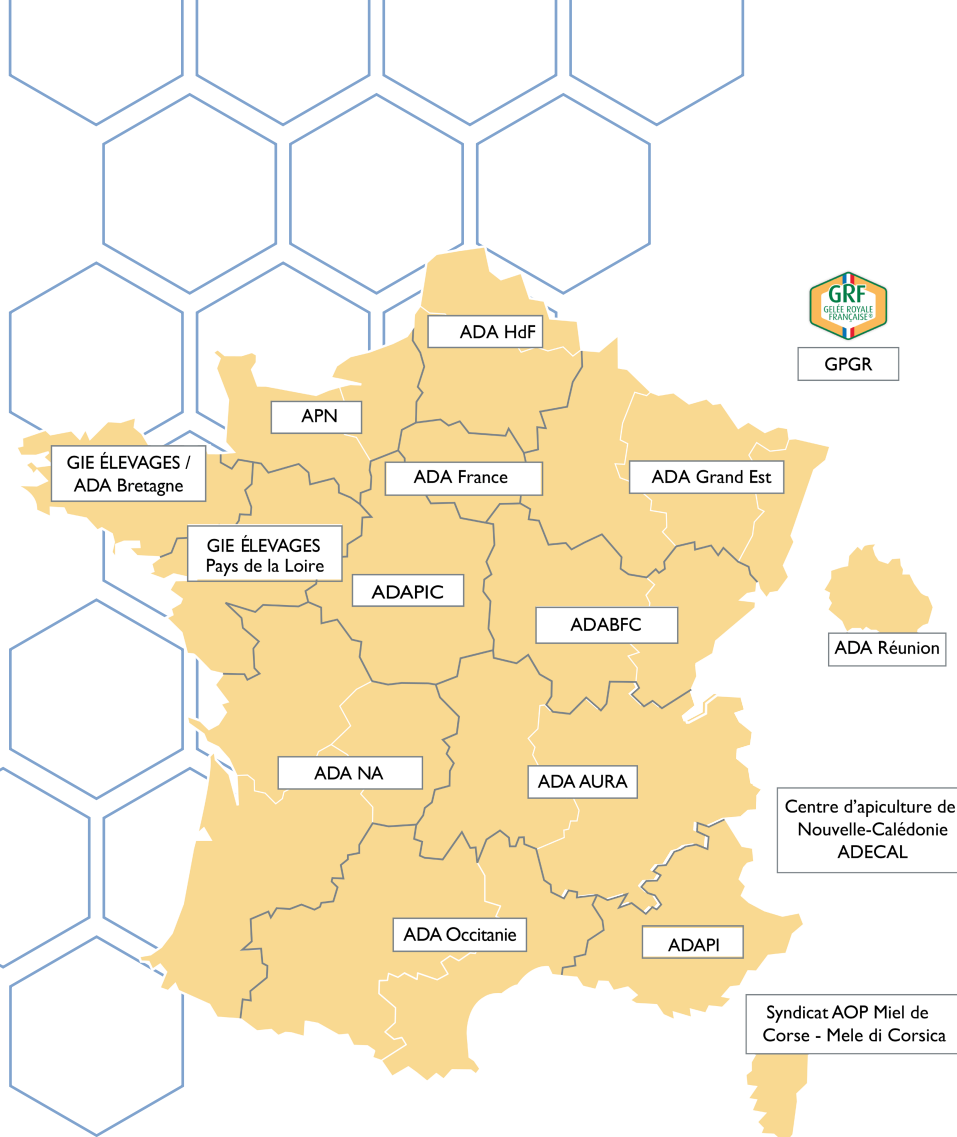 GRF
GELÉE ROYALE
FRANÇAISE®
GPGR
ADA HdF
APN
GIE ÉLEVAGES /
ADA Bretagne
ADA France
ADA Grand Est
GIE ÉLEVAGES
Pays de la Loire
ADAPIC
ADABFC
ADA Réunion
ADA NA
ADA AURA
Centre d’apiculture de
Nouvelle-Calédonie
ADECAL
ADA Occitanie
ADAPI
Syndicat AOP Miel de
Corse - Mele di Corsica